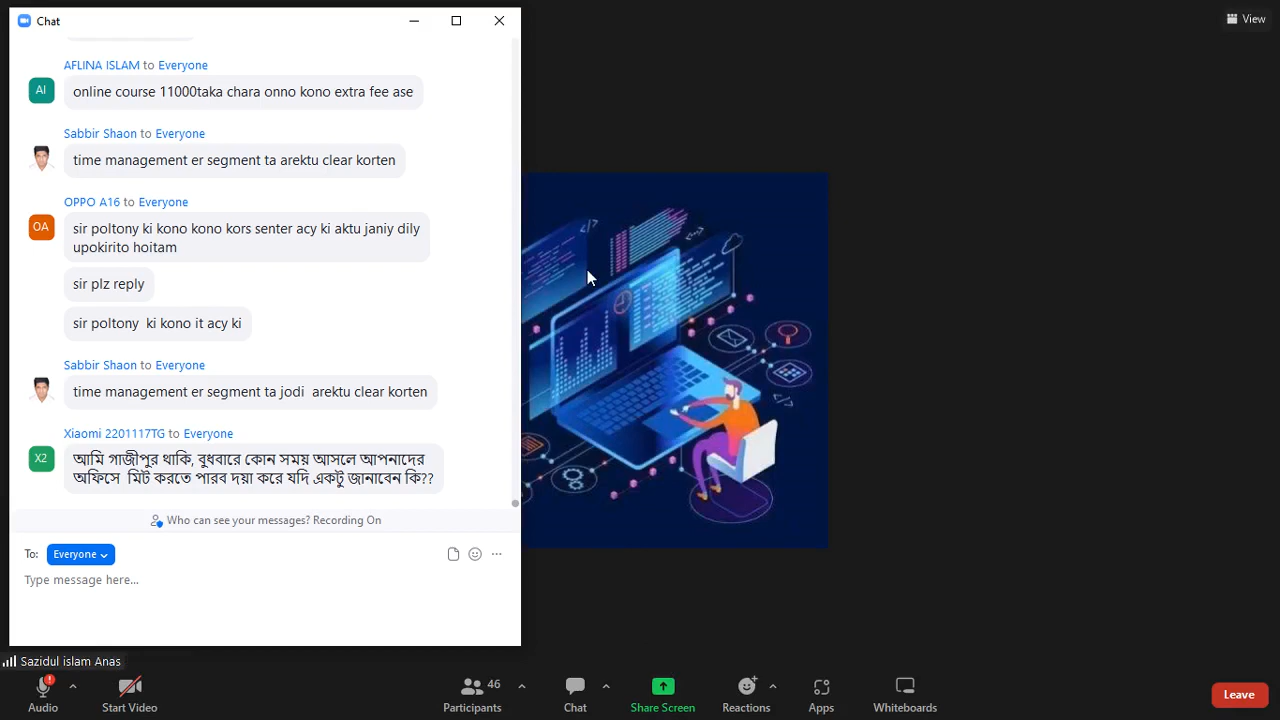 Chat
View
AFLINA ISLAM to Everyone
AI
online course 11000taka chara onno kono extra fee ase
Sabbir Shaon to Everyone
time management er segment ta arektu clear korten
OPPO A16 to Everyone
OA
sir poltony ki kono kono kors senter acy ki aktu janiy dily
upokirito hoitam
sir plz reply
sir poltony  ki kono it acy ki
Sabbir Shaon to Everyone
time management er segment ta jodi  arektu clear korten
Xiaomi 2201117TG to Everyone
X2
আমি গাজীপুর থাকি, বুধবারে কোন সময় আসলে আপনাদের
অফিসে  মিট করতে পারব দয়া করে যদি একটু জানাবেন কি??
Who can see your messages? Recording On
To: Everyone
Type message here...
Sazidul islam Anas
Audio
Start Video
46
Participants
Chat
Share Screen
Reactions
Apps
Whiteboards
Leave